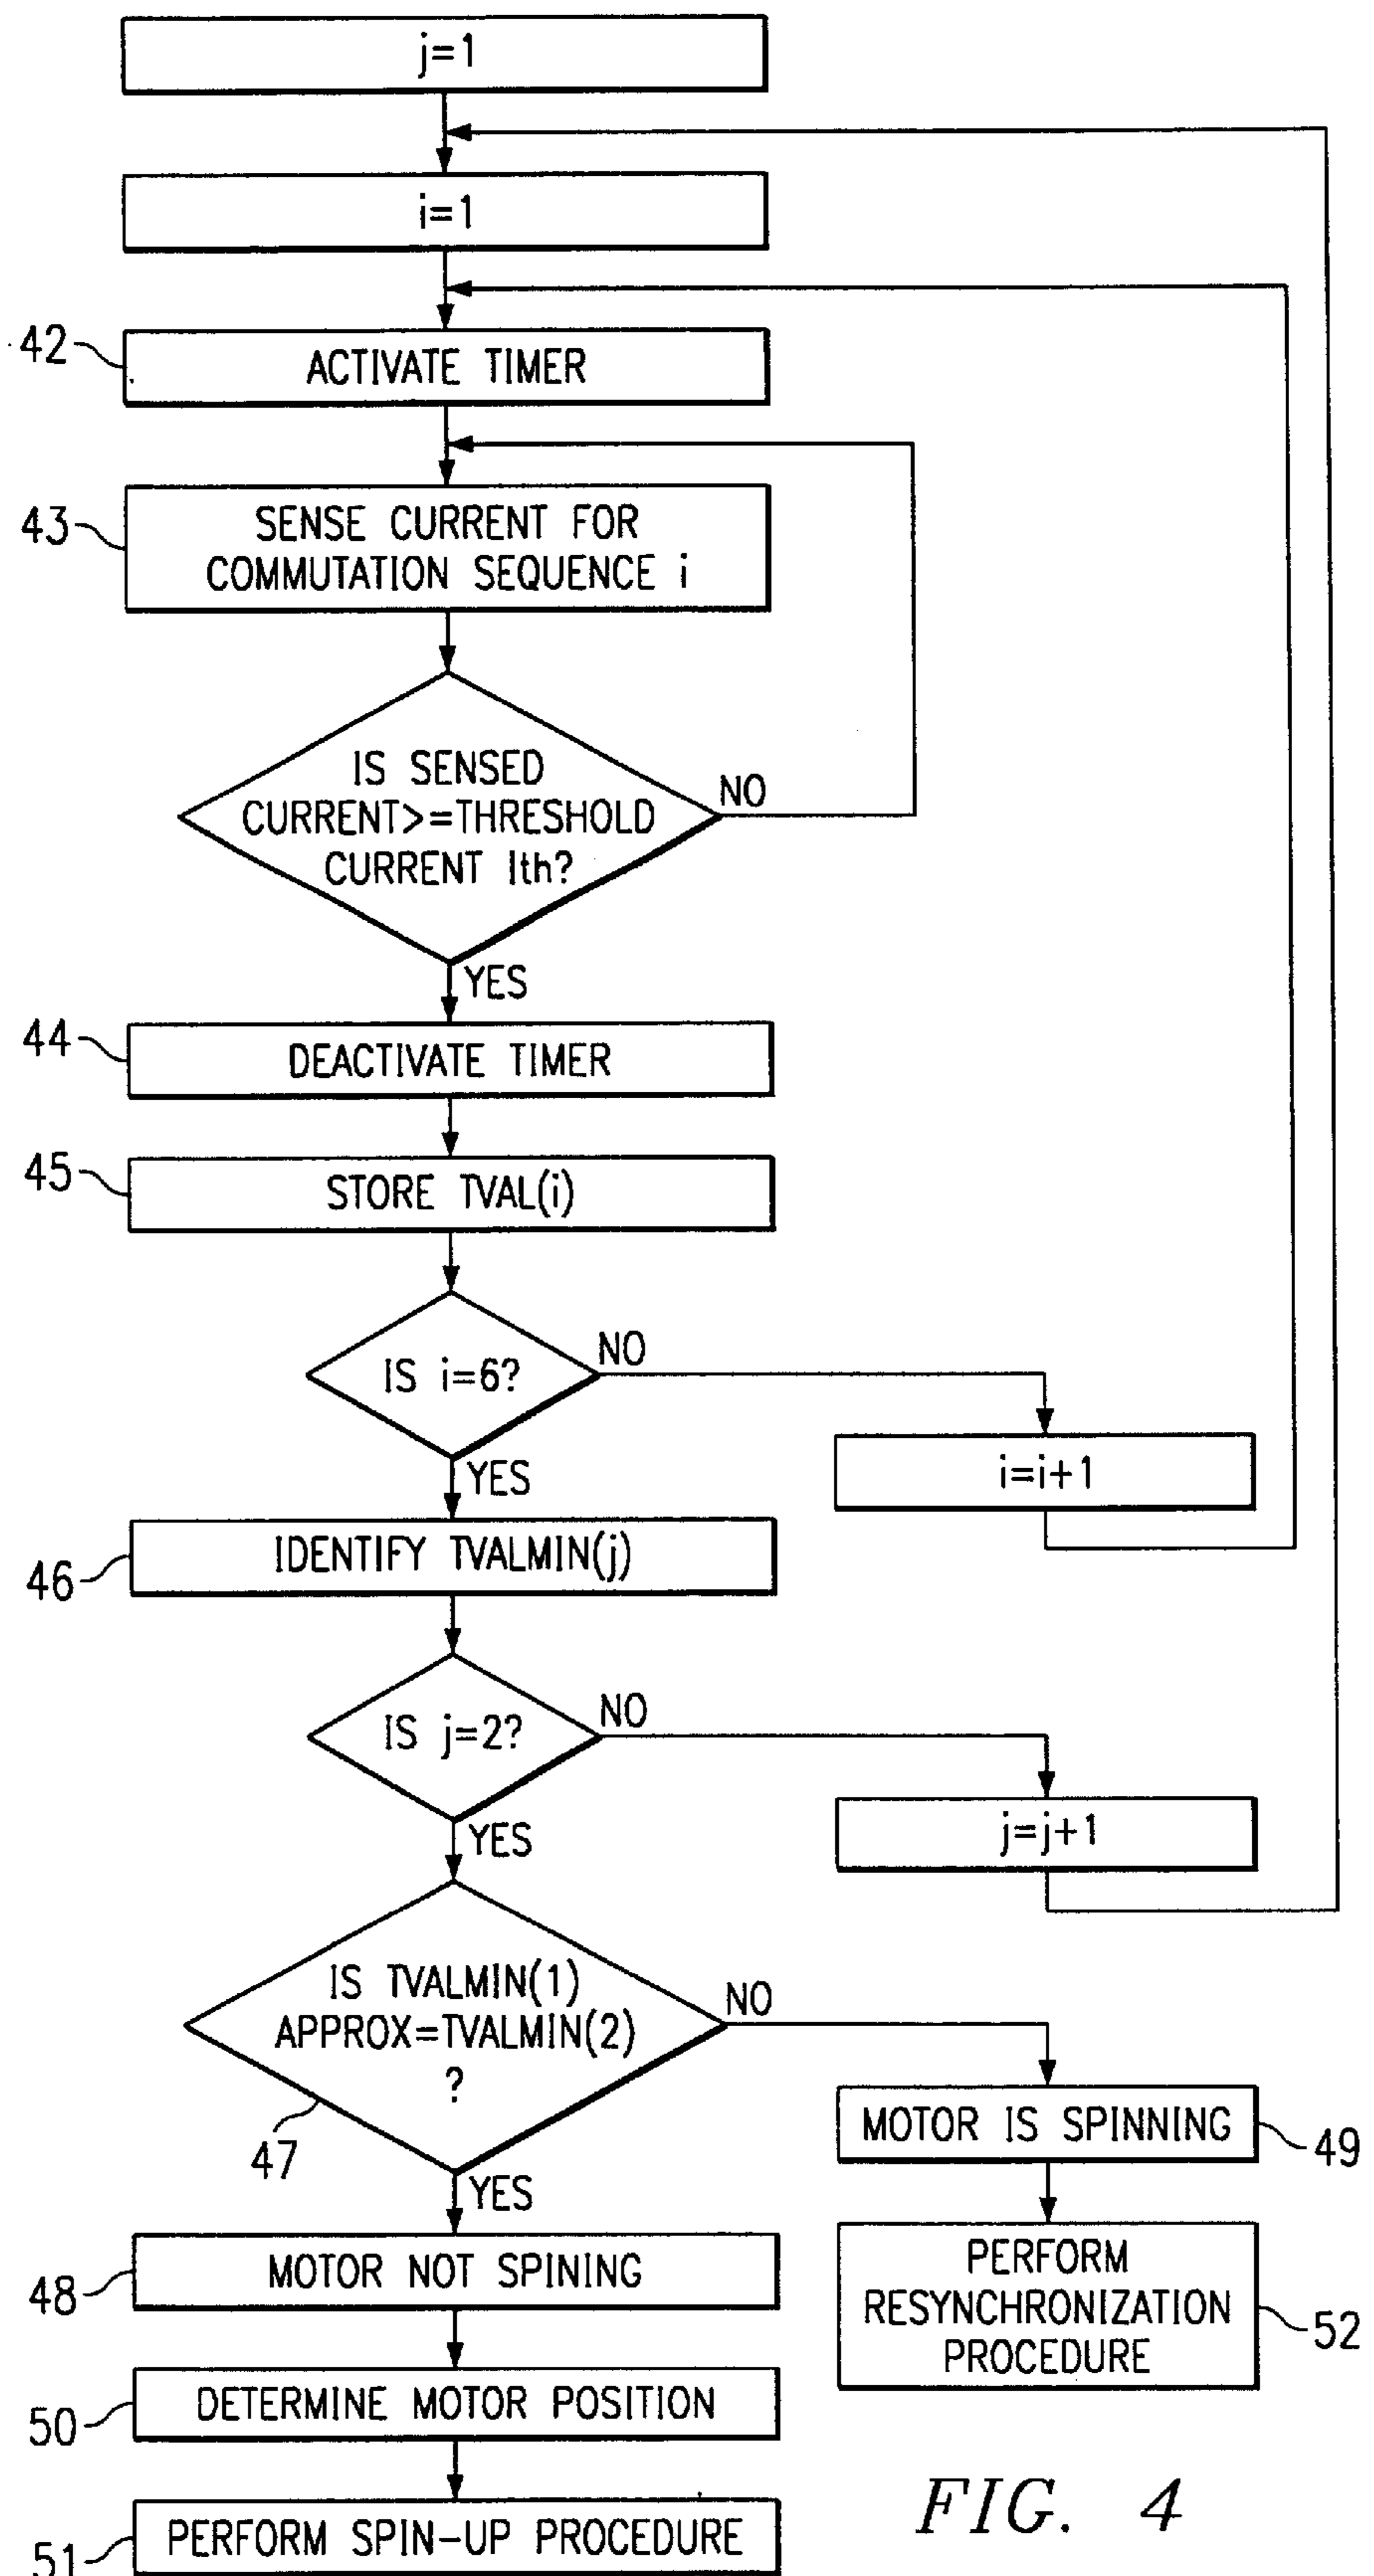 j=1
i=1
42
ACTIVATE TIMER
43
SENSE CURRENT FOR
COMMUTATION SEQUENCE i
IS SENSED
CURRENT>=THRESHOLD
CURRENT Ith?
NO
YES
44
DEACTIVATE TIMER
45
STORE TVAL(i)
IS i=6?
NO
i=i+1
YES
46
IDENTIFY TVALMIN(j)
IS j=2?
NO
j=j+1
YES
IS TVALMIN(1)
APPROX=TVALMIN(2)
?
NO
47
MOTOR IS SPINNING
49
YES
48
MOTOR NOT SPINING
PERFORM
RESYNCHRONIZATION
PROCEDURE
52
50
DETERMINE MOTOR POSITION
51
PERFORM SPIN-UP PROCEDURE
FIG. 4